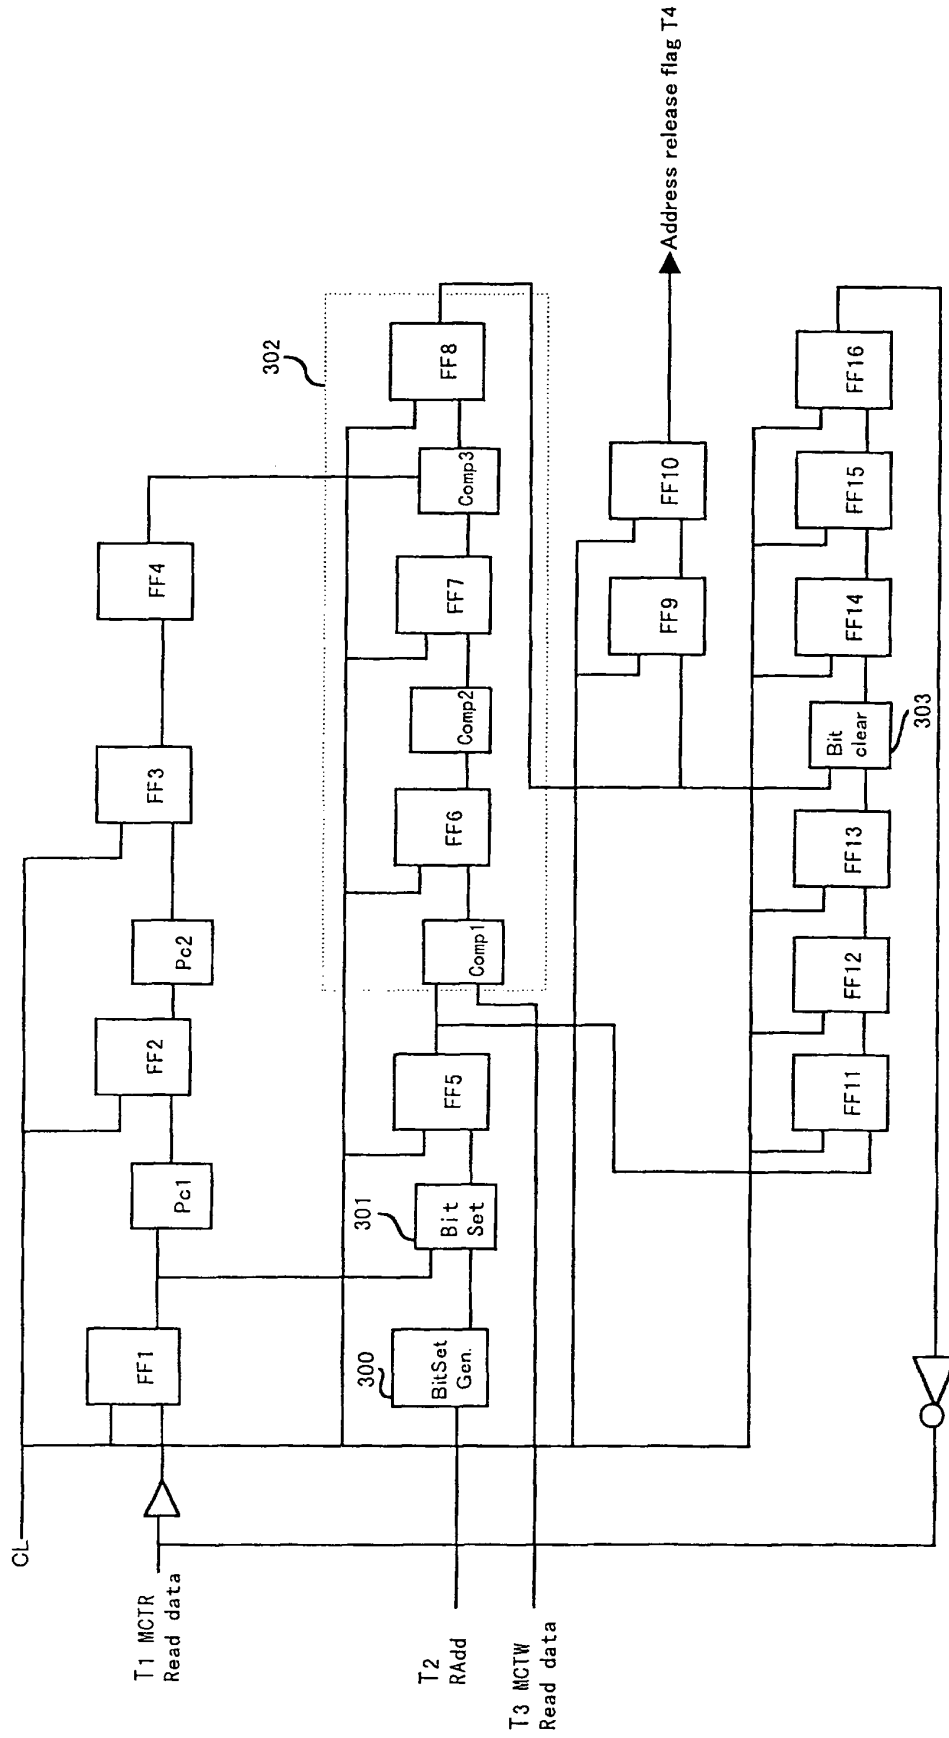 CL
T1 MCTR
Read data
FF1
Pc1
FF2
Pc2
FF3
FF4
T2
RAdd
300
BitSet
Gen.
301
Bit
Set
FF5
302
Comp1
FF6
Comp2
FF7
Comp3
FF8
T3 MCTW
Read data
FF9
FF10
Address release flag T4
FF11
FF12
FF13
Bit
clear
303
FF14
FF15
FF16